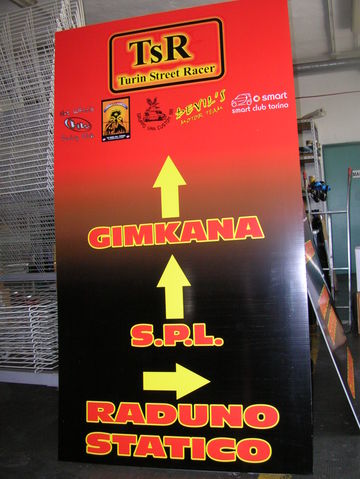 TsR
Turin Street Racer
DEVIL'S
MOTOR TEAM
smart
smart club torino
GIMKANA
S.P.L.
RADUNO
STATICO